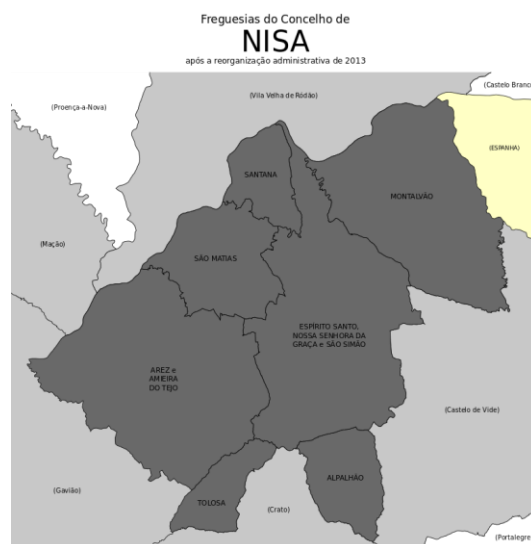 Freguesias do Concelho de
NISA
após a reorganização administrativa de 2013
(Castelo Branco
(Vila Velha de Ródão)
(Proença-a-Nova)
(ESPANHA)
SANTANA
MONTALVÃO
(Mação)
SÃO MATIAS
ESPÍRITO SANTO,
NOSSA SENHORA DA
GRAÇA e SÃO SIMÃO
AREZ e
AMIEIRA
DO TEJO
(Castelo de Vide)
ALPALHÃO
(Gavião)
TOLOSA
(Crato)
(Portalegre